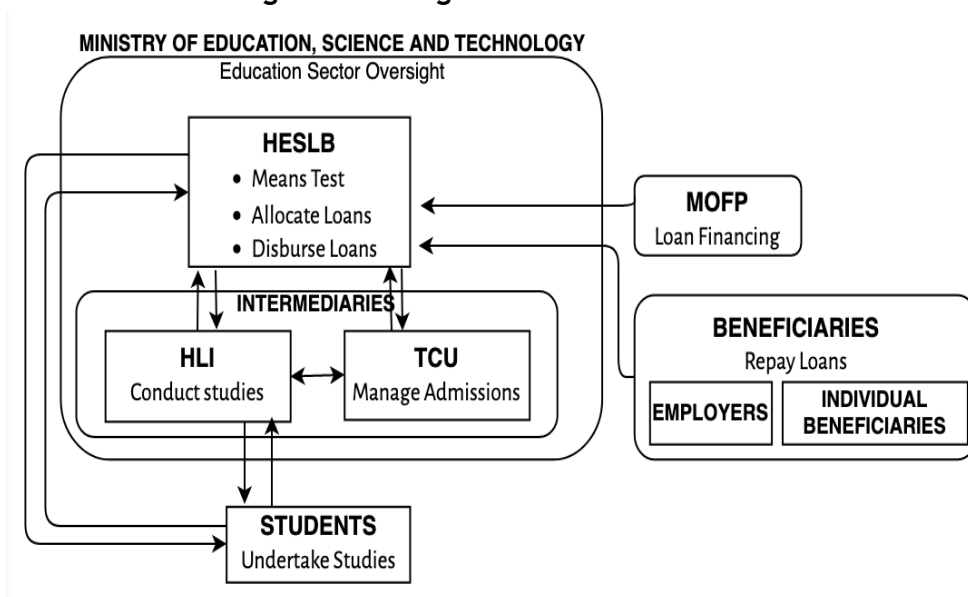 MINISTRY OF EDUCATION, SCIENCE AND TECHNOLOGY
Education Sector Oversight
HESLB
• Means Test
• Allocate Loans
• Disburse Loans
MOFP
Loan Financing
INTERMEDIARIES
HLI
Conduct studies
TCU
Manage Admissions
BENEFICIARIES
Repay Loans
EMPLOYERS
INDIVIDUAL
BENEFICIARIES
STUDENTS
Undertake Studies